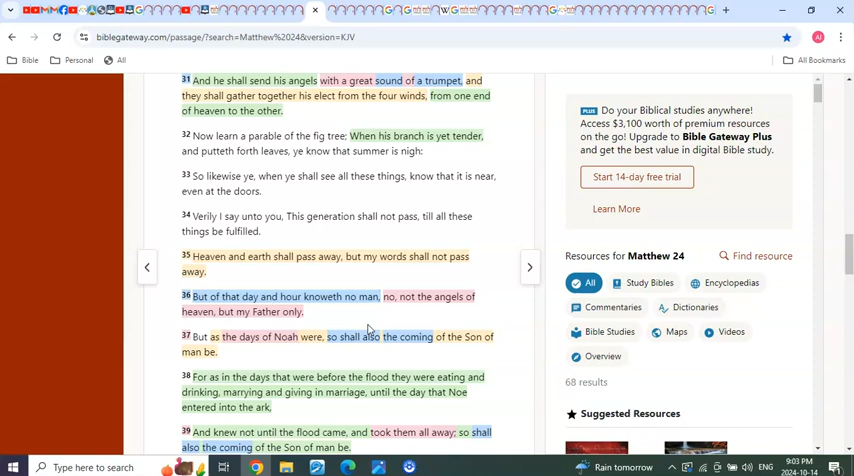 biblegateway.com/passage/?search=Matthew%2024&version=KJV
Bible
Personal
All
All Bookmarks
31 And he shall send his angels with a great sound of a trumpet, and
they shall gather together his elect from the four winds, from one end
of heaven to the other.
32 Now learn a parable of the fig tree; When his branch is yet tender,
and putteth forth leaves, ye know that summer is nigh:
33 So likewise ye, when ye shall see all these things, know that it is near,
even at the doors.
34 Verily I say unto you, This generation shall not pass, till all these
things be fulfilled.
35 Heaven and earth shall pass away, but my words shall not pass
away.
36 But of that day and hour knoweth no man, no, not the angels of
heaven, but my Father only.
37 But as the days of Noah were, so shall also the coming of the Son of
man be.
38 For as in the days that were before the flood they were eating and
drinking, marrying and giving in marriage, until the day that Noe
entered into the ark,
39 And knew not until the flood came, and took them all away; so shall
also the coming of the Son of man be.
PLUS Do your Biblical studies anywhere!
Access $3,100 worth of premium resources
on the go! Upgrade to Bible Gateway Plus
and get the best value in digital Bible study.
Start 14-day free trial
Learn More
Resources for Matthew 24
Find resource
All
Study Bibles
Encyclopedias
Commentaries
Dictionaries
Bible Studies
Maps
Videos
Overview
68 results
Suggested Resources
Type here to search
Rain tomorrow
ENG
9:03 PM
2024-10-14